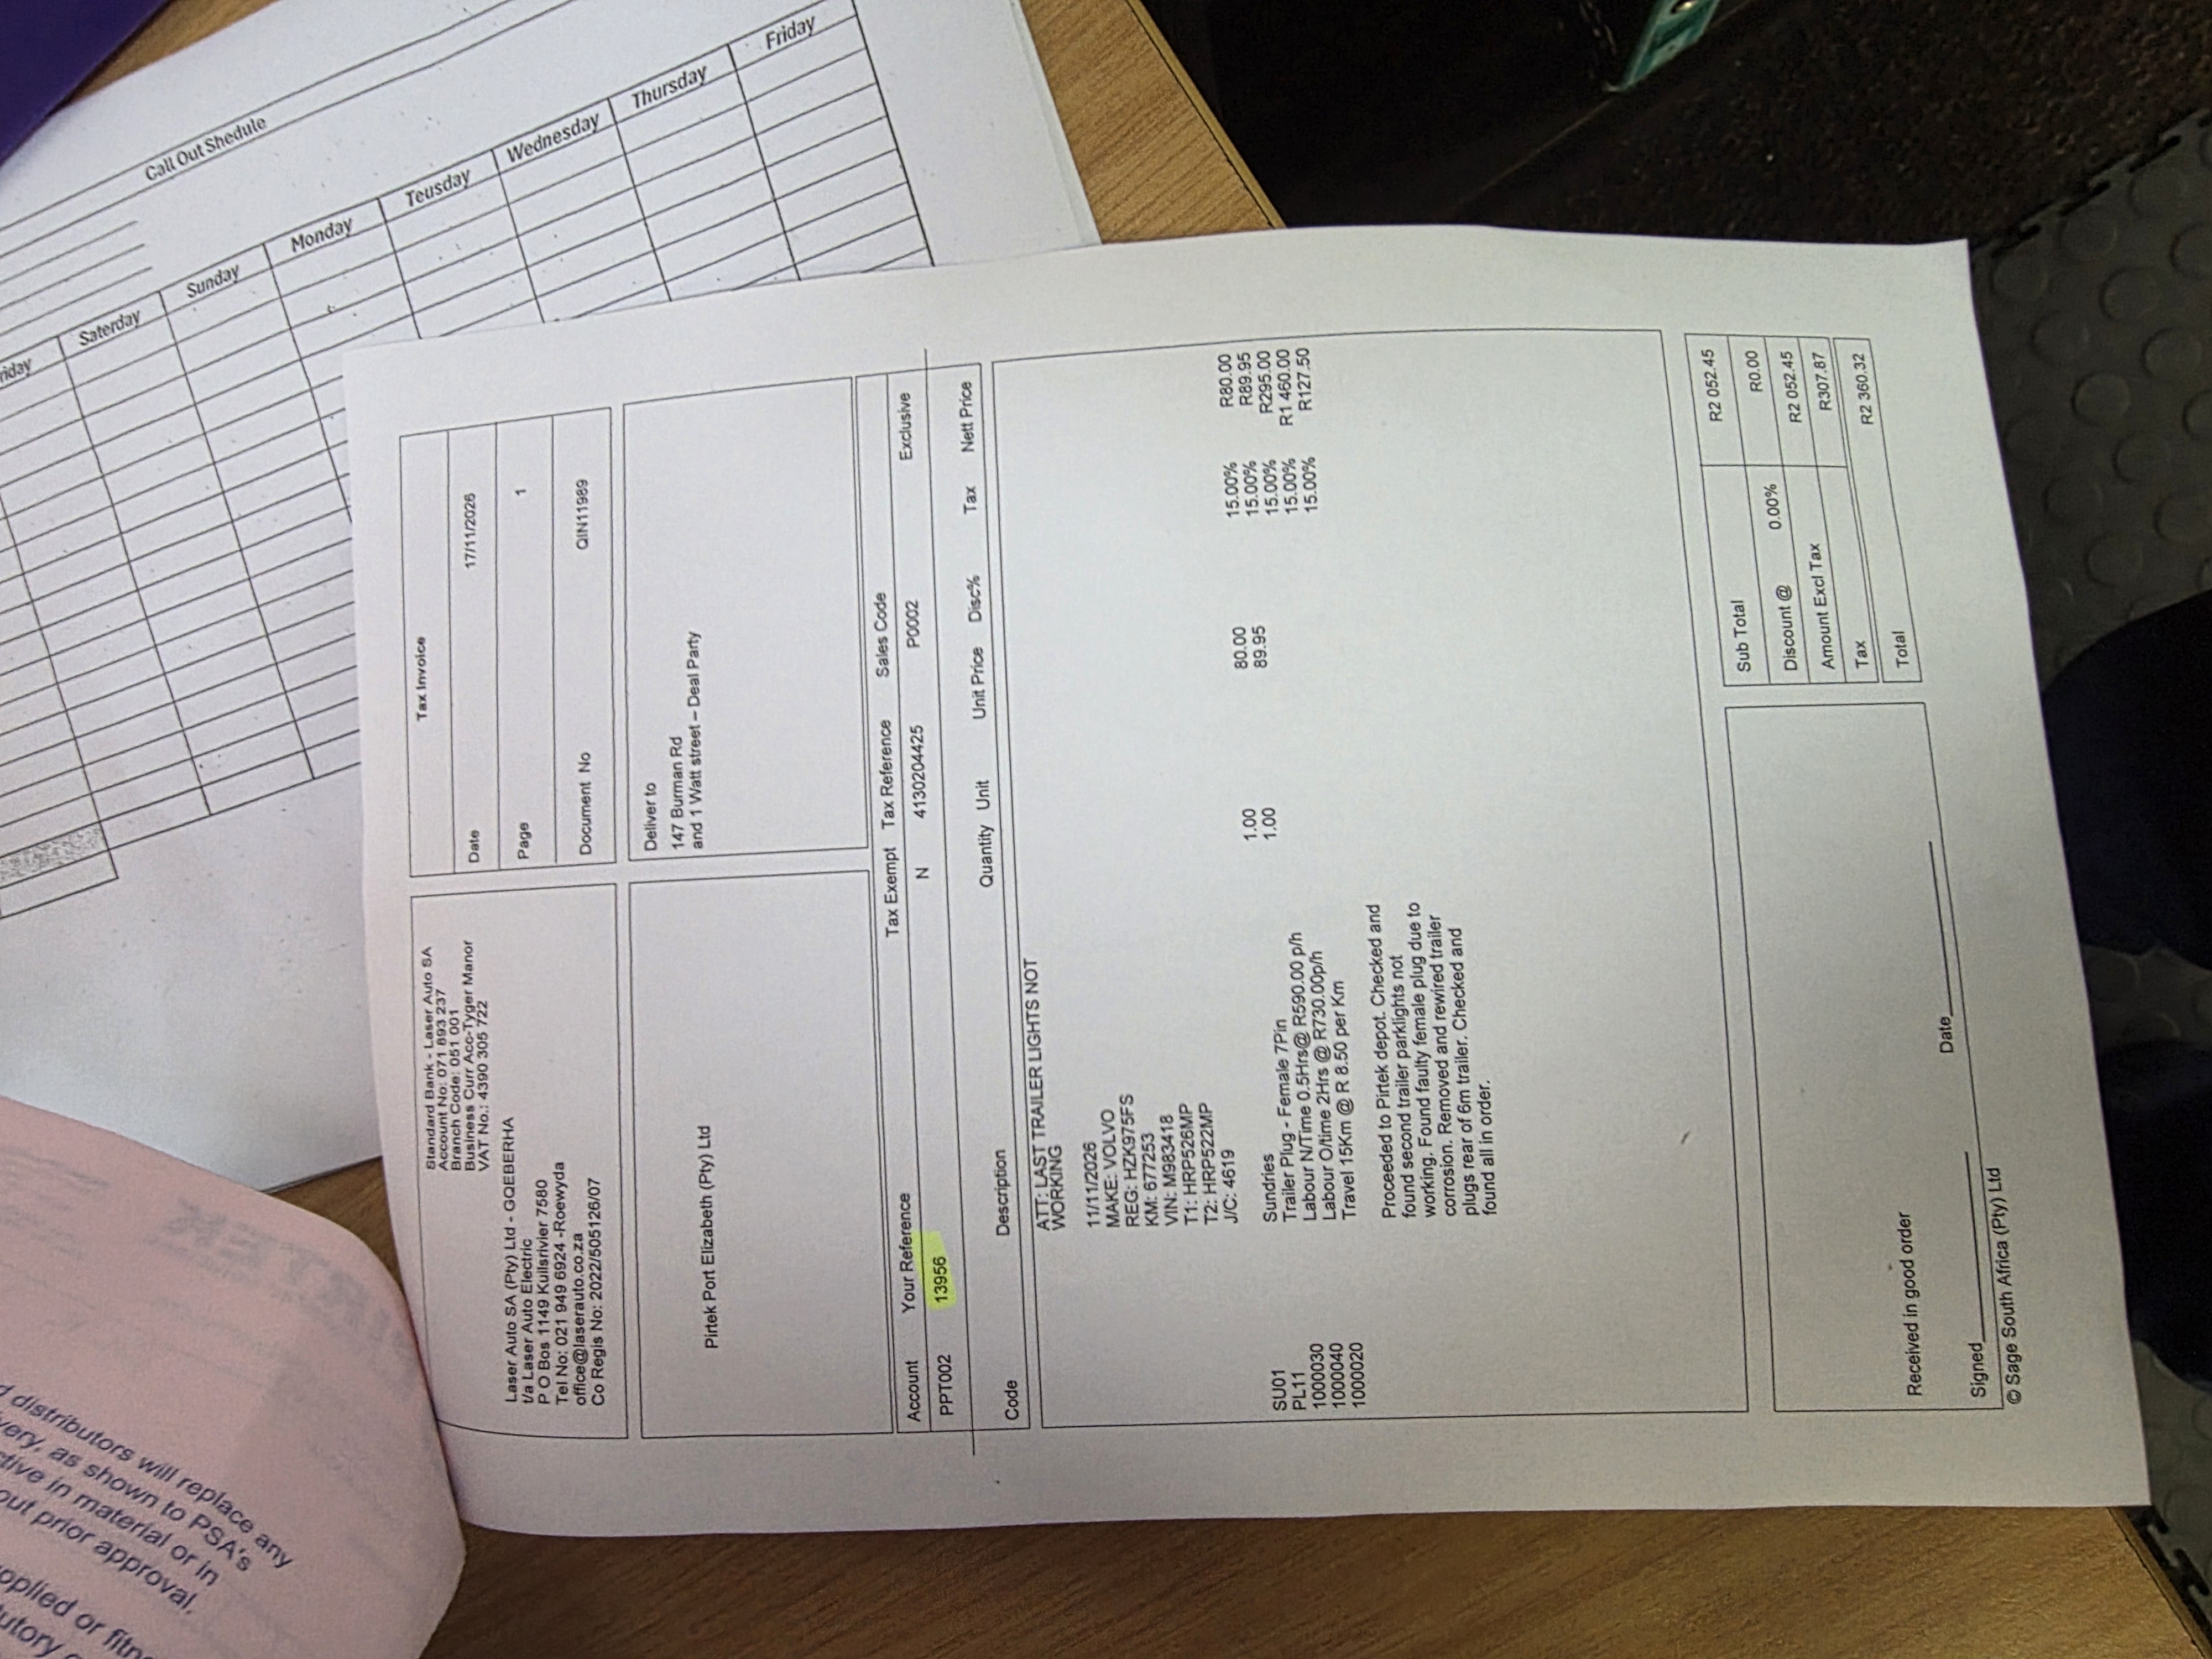 d distributors will replace any
very, as shown to PSA's
ctive in material or in
out prior approval.
Call Out Shedule
Saterday
Sunday
Monday
Teusday
Wednesday
Thursday
Friday
Standard Bank - Laser Auto SA
Account No: 071 893 237
Branch Code: 051 001
Business Curr Acc-Tyger Manor
VAT No.: 4390 305 722
Laser Auto SA (Pty) Ltd - GQEBERHA
t/a Laser Auto Electric
P O Bos 1149 Kuilsrivier 7580
Tel No: 021 949 6924 -Roewyda
office@laserauto.co.za
Co Regis No: 2022/505126/07
Tax Invoice
Date 17/11/2026
Page 1
Document No QIN11989
Pirtek Port Elizabeth (Pty) Ltd
Deliver to
147 Burman Rd
and 1 Watt street – Deal Party
Account Your Reference Tax Exempt Tax Reference Sales Code
PPT002 13956 N 4130204425 P0002 Exclusive
Code Description Quantity Unit Unit Price Disc% Tax Nett Price
ATT: LAST TRAILER LIGHTS NOT
WORKING
11/11/2026
MAKE: VOLVO
REG: HZK975FS
KM: 677253
VIN: M983418
T1: HRP526MP
T2: HRP522MP
J/C: 4619
SU01 Sundries 1.00 80.00 15.00% R80.00
PL11 Trailer Plug - Female 7Pin 1.00 89.95 15.00% R89.95
1000030 Labour N/Time 0.5Hrs@ R590.00 p/h 15.00% R295.00
1000040 Labour O/time 2Hrs @ R730.00p/h 15.00% R1 460.00
1000020 Travel 15Km @ R 8.50 per Km 15.00% R127.50
Proceeded to Pirtek depot. Checked and
found second trailer parklights not
working. Found faulty female plug due to
corrosion. Removed and rewired trailer
plugs rear of 6m trailer. Checked and
found all in order.
Sub Total R2 052.45
Discount @ 0.00% R0.00
Amount Excl Tax R2 052.45
Tax R307.87
Total R2 360.32
Received in good order
Signed Date
© Sage South Africa (Pty) Ltd